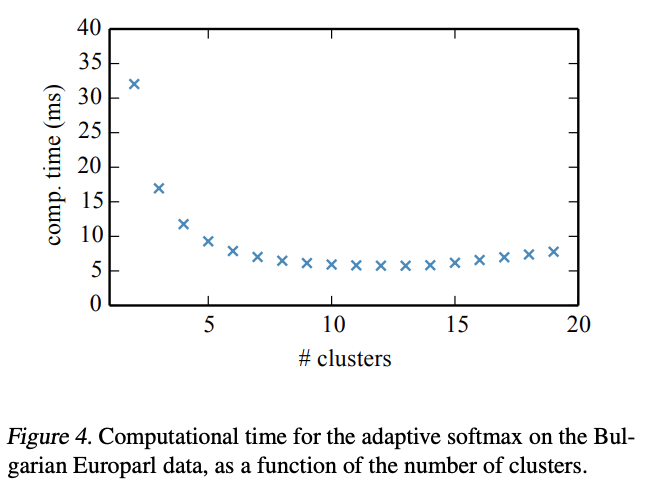 40
35
30
25
20
15
10
5
0
comp. time (ms)
5 10 15 20
# clusters
Figure 4. Computational time for the adaptive softmax on the Bul-
garian Europarl data, as a function of the number of clusters.